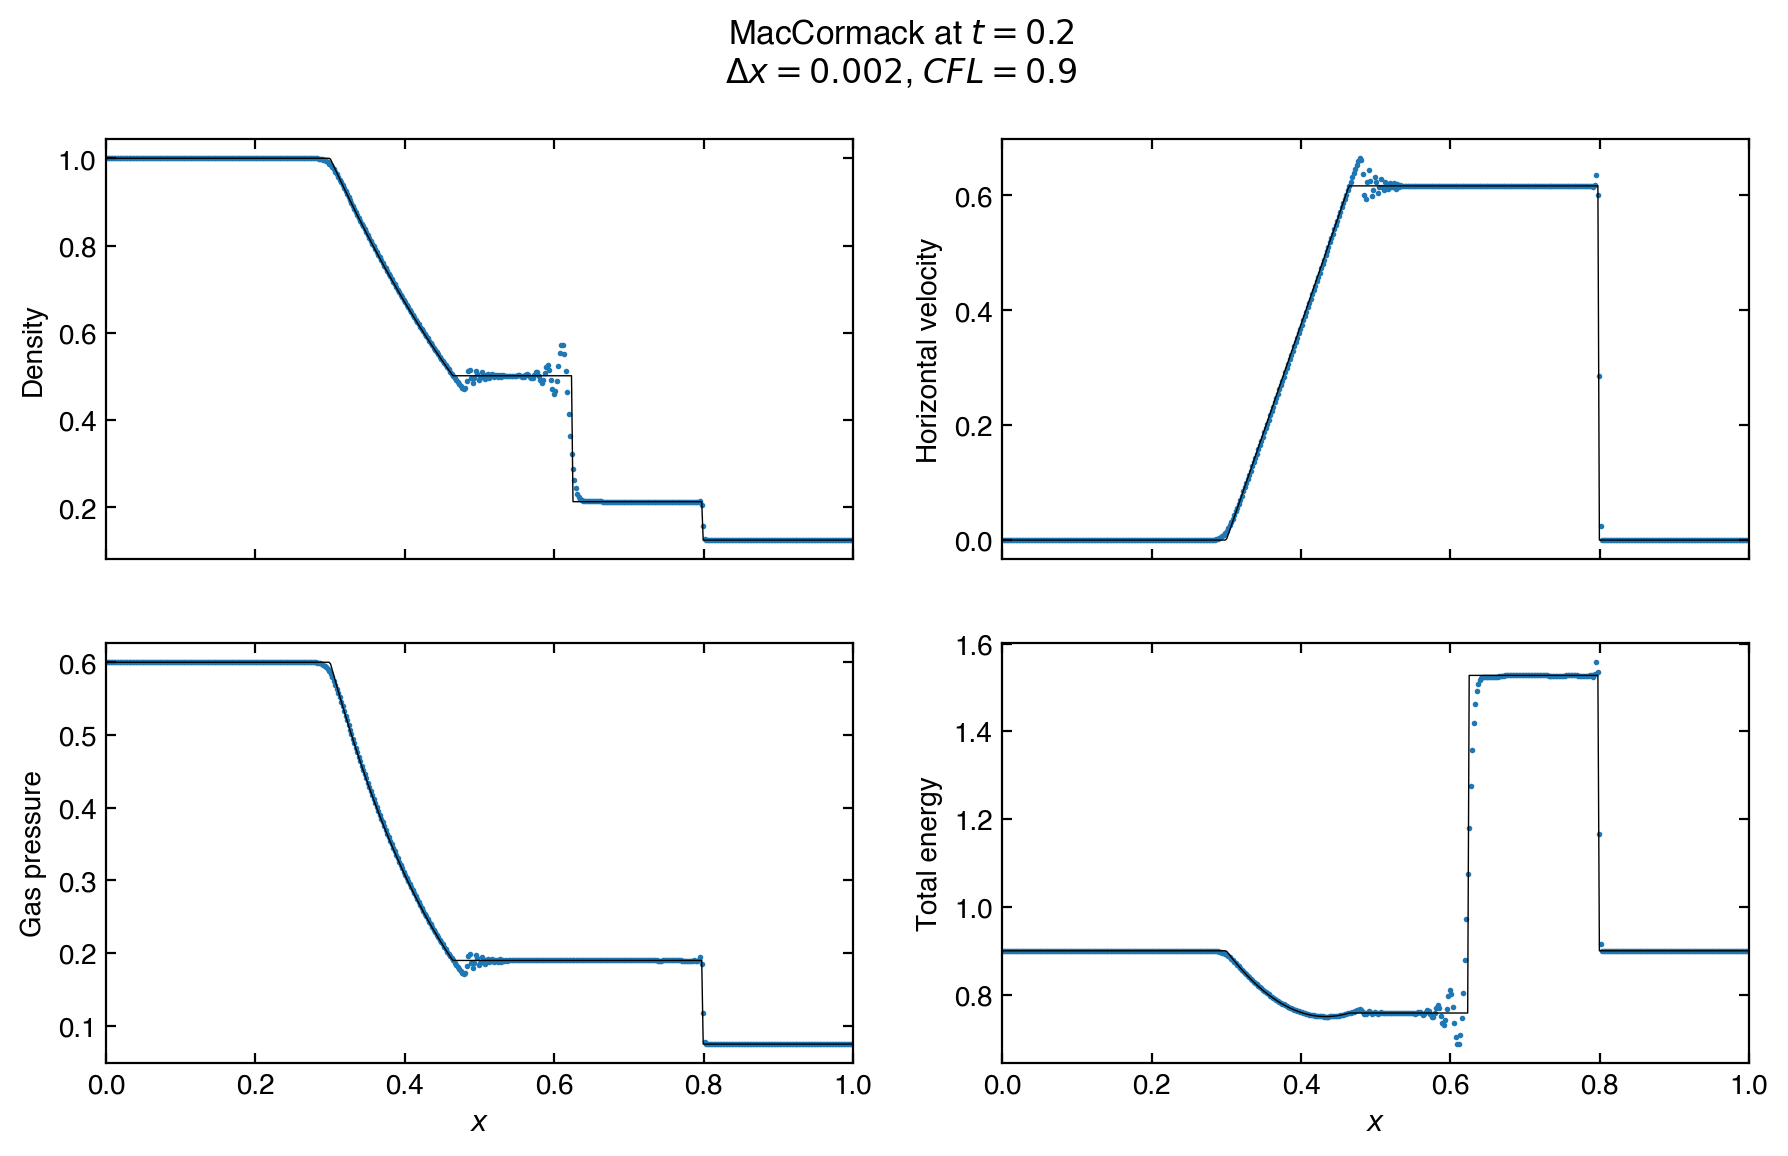 MacCormack at t = 0.2
Δx = 0.002, CFL = 0.9
Density
1.0
0.8
0.6
0.4
0.2
Horizontal velocity
0.6
0.4
0.2
0.0
Gas pressure
0.6
0.5
0.4
0.3
0.2
0.1
0.0 0.2 0.4 0.6 0.8 1.0
x
Total energy
1.6
1.4
1.2
1.0
0.8
0.0 0.2 0.4 0.6 0.8 1.0
x